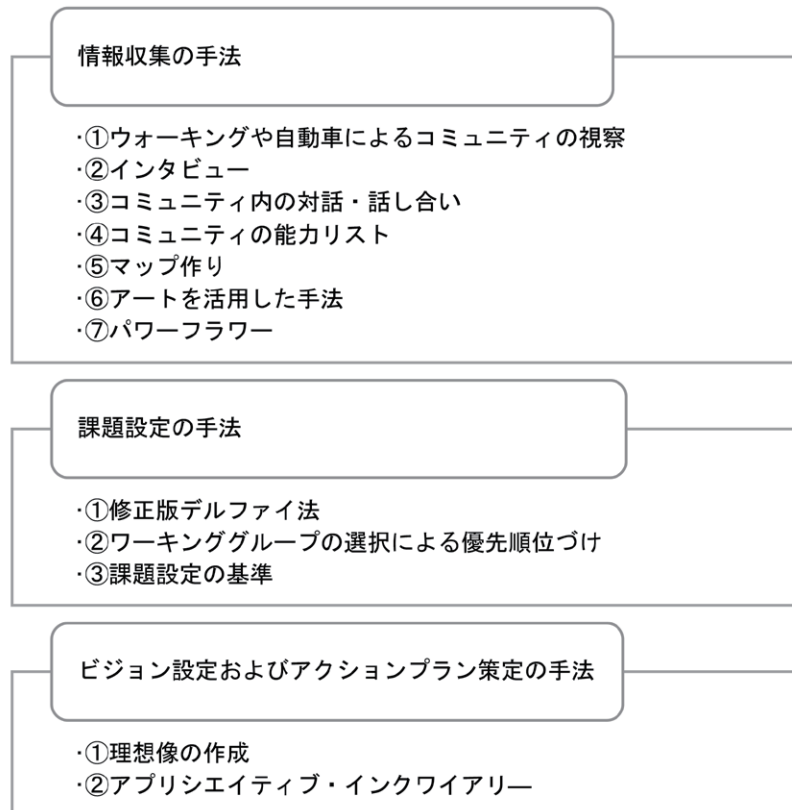 情報収集の手法
・①ウォーキングや自動車によるコミュニティの視察
・②インタビュー
・③コミュニティ内の対話・話し合い
・④コミュニティの能力リスト
・⑤マップ作り
・⑥アートを活用した手法
・⑦パワーフラワー
課題設定の手法
・①修正版デルファイ法
・②ワーキンググループの選択による優先順位づけ
・③課題設定の基準
ビジョン設定およびアクションプラン策定の手法
・①理想像の作成
・②アプリシエイティブ・インクワイアリ―